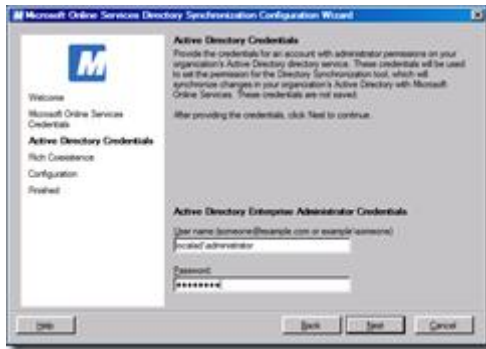 Microsoft Online Services Directory Synchronization Configuration Wizard
M
Welcome
Microsoft Online Services
Credentials
Active Directory Credentials
Rich Coexistence
Configuration
Finished
Active Directory Credentials
Provide the credentials for an account with administrator permissions on your
organization's Active Directory directory service. These credentials will be used
to set the permission for the Directory Synchronization tool, which will
synchronize changes in your organization's Active Directory with Microsoft
Online Services. These credentials are not saved.
After providing the credentials, click Next to continue.
Active Directory Enterprise Administrator Credentials
User name (someone@example.com or example\someone)
localad\administrator
Password:
Help
Back
Next
Cancel